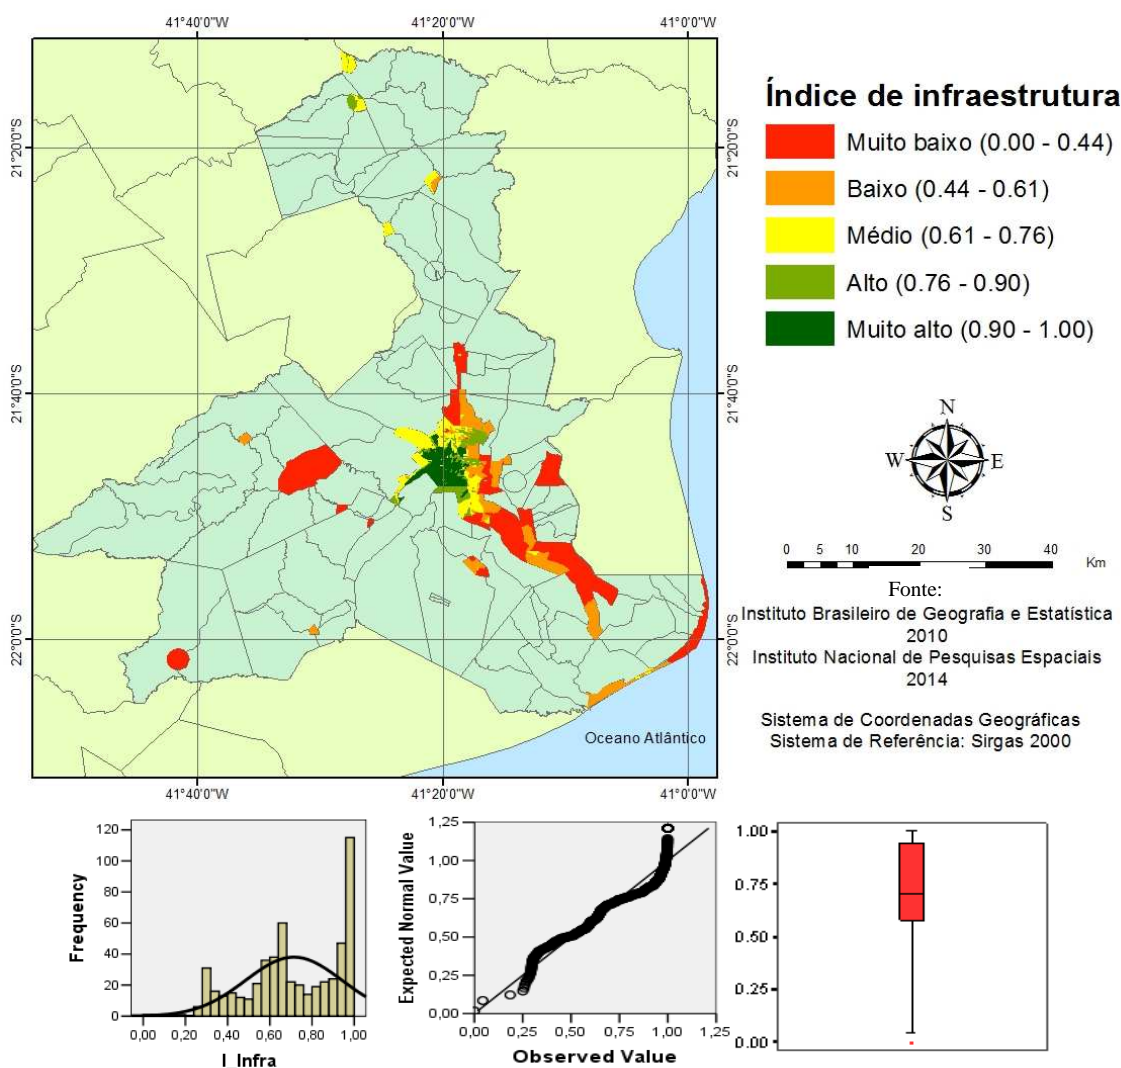 41°40'0"W 41°20'0"W 41°0'0"W
21°20'0"S 21°20'0"S
21°40'0"S 21°40'0"S
22°0'0"S 22°0'0"S
Oceano Atlântico
41°40'0"W 41°20'0"W 41°0'0"W
Índice de infraestrutura
Muito baixo (0.00 - 0.44)
Baixo (0.44 - 0.61)
Médio (0.61 - 0.76)
Alto (0.76 - 0.90)
Muito alto (0.90 - 1.00)
N
W E
S
0 5 10 20 30 40 Km
Fonte:
Instituto Brasileiro de Geografia e Estatística
2010
Instituto Nacional de Pesquisas Espaciais
2014
Sistema de Coordenadas Geográficas
Sistema de Referência: Sirgas 2000
120
100
80
60
40
20
0
Frequency
0,00 0,20 0,40 0,60 0,80 1,00
I_Infra
1,25
1,00
0,75
0,50
0,25
0,00
Expected Normal Value
0,00 0,25 0,50 0,75 1,00 1,25
Observed Value
1.00
0.75
0.50
0.25
0.00